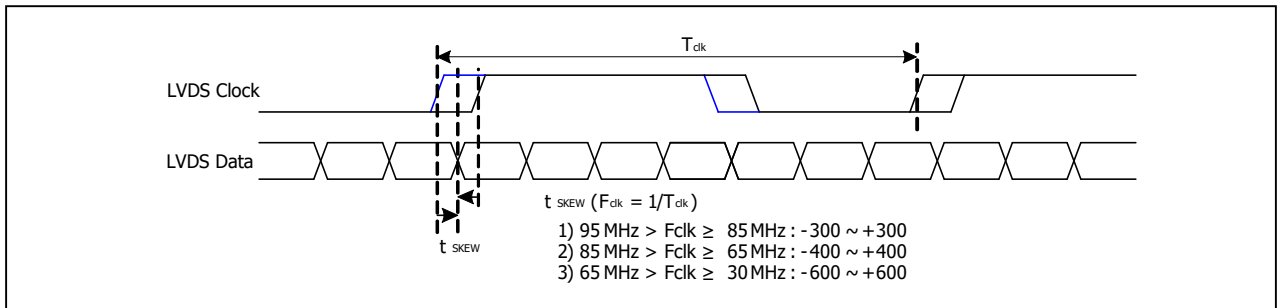 Tclk
LVDS Clock
LVDS Data
t SKEW (Fclk = 1/Tclk)
1) 95 MHz > Fclk ≥ 85 MHz : -300 ~ +300
t SKEW
2) 85 MHz > Fclk ≥ 65 MHz : -400 ~ +400
3) 65 MHz > Fclk ≥ 30 MHz : -600 ~ +600